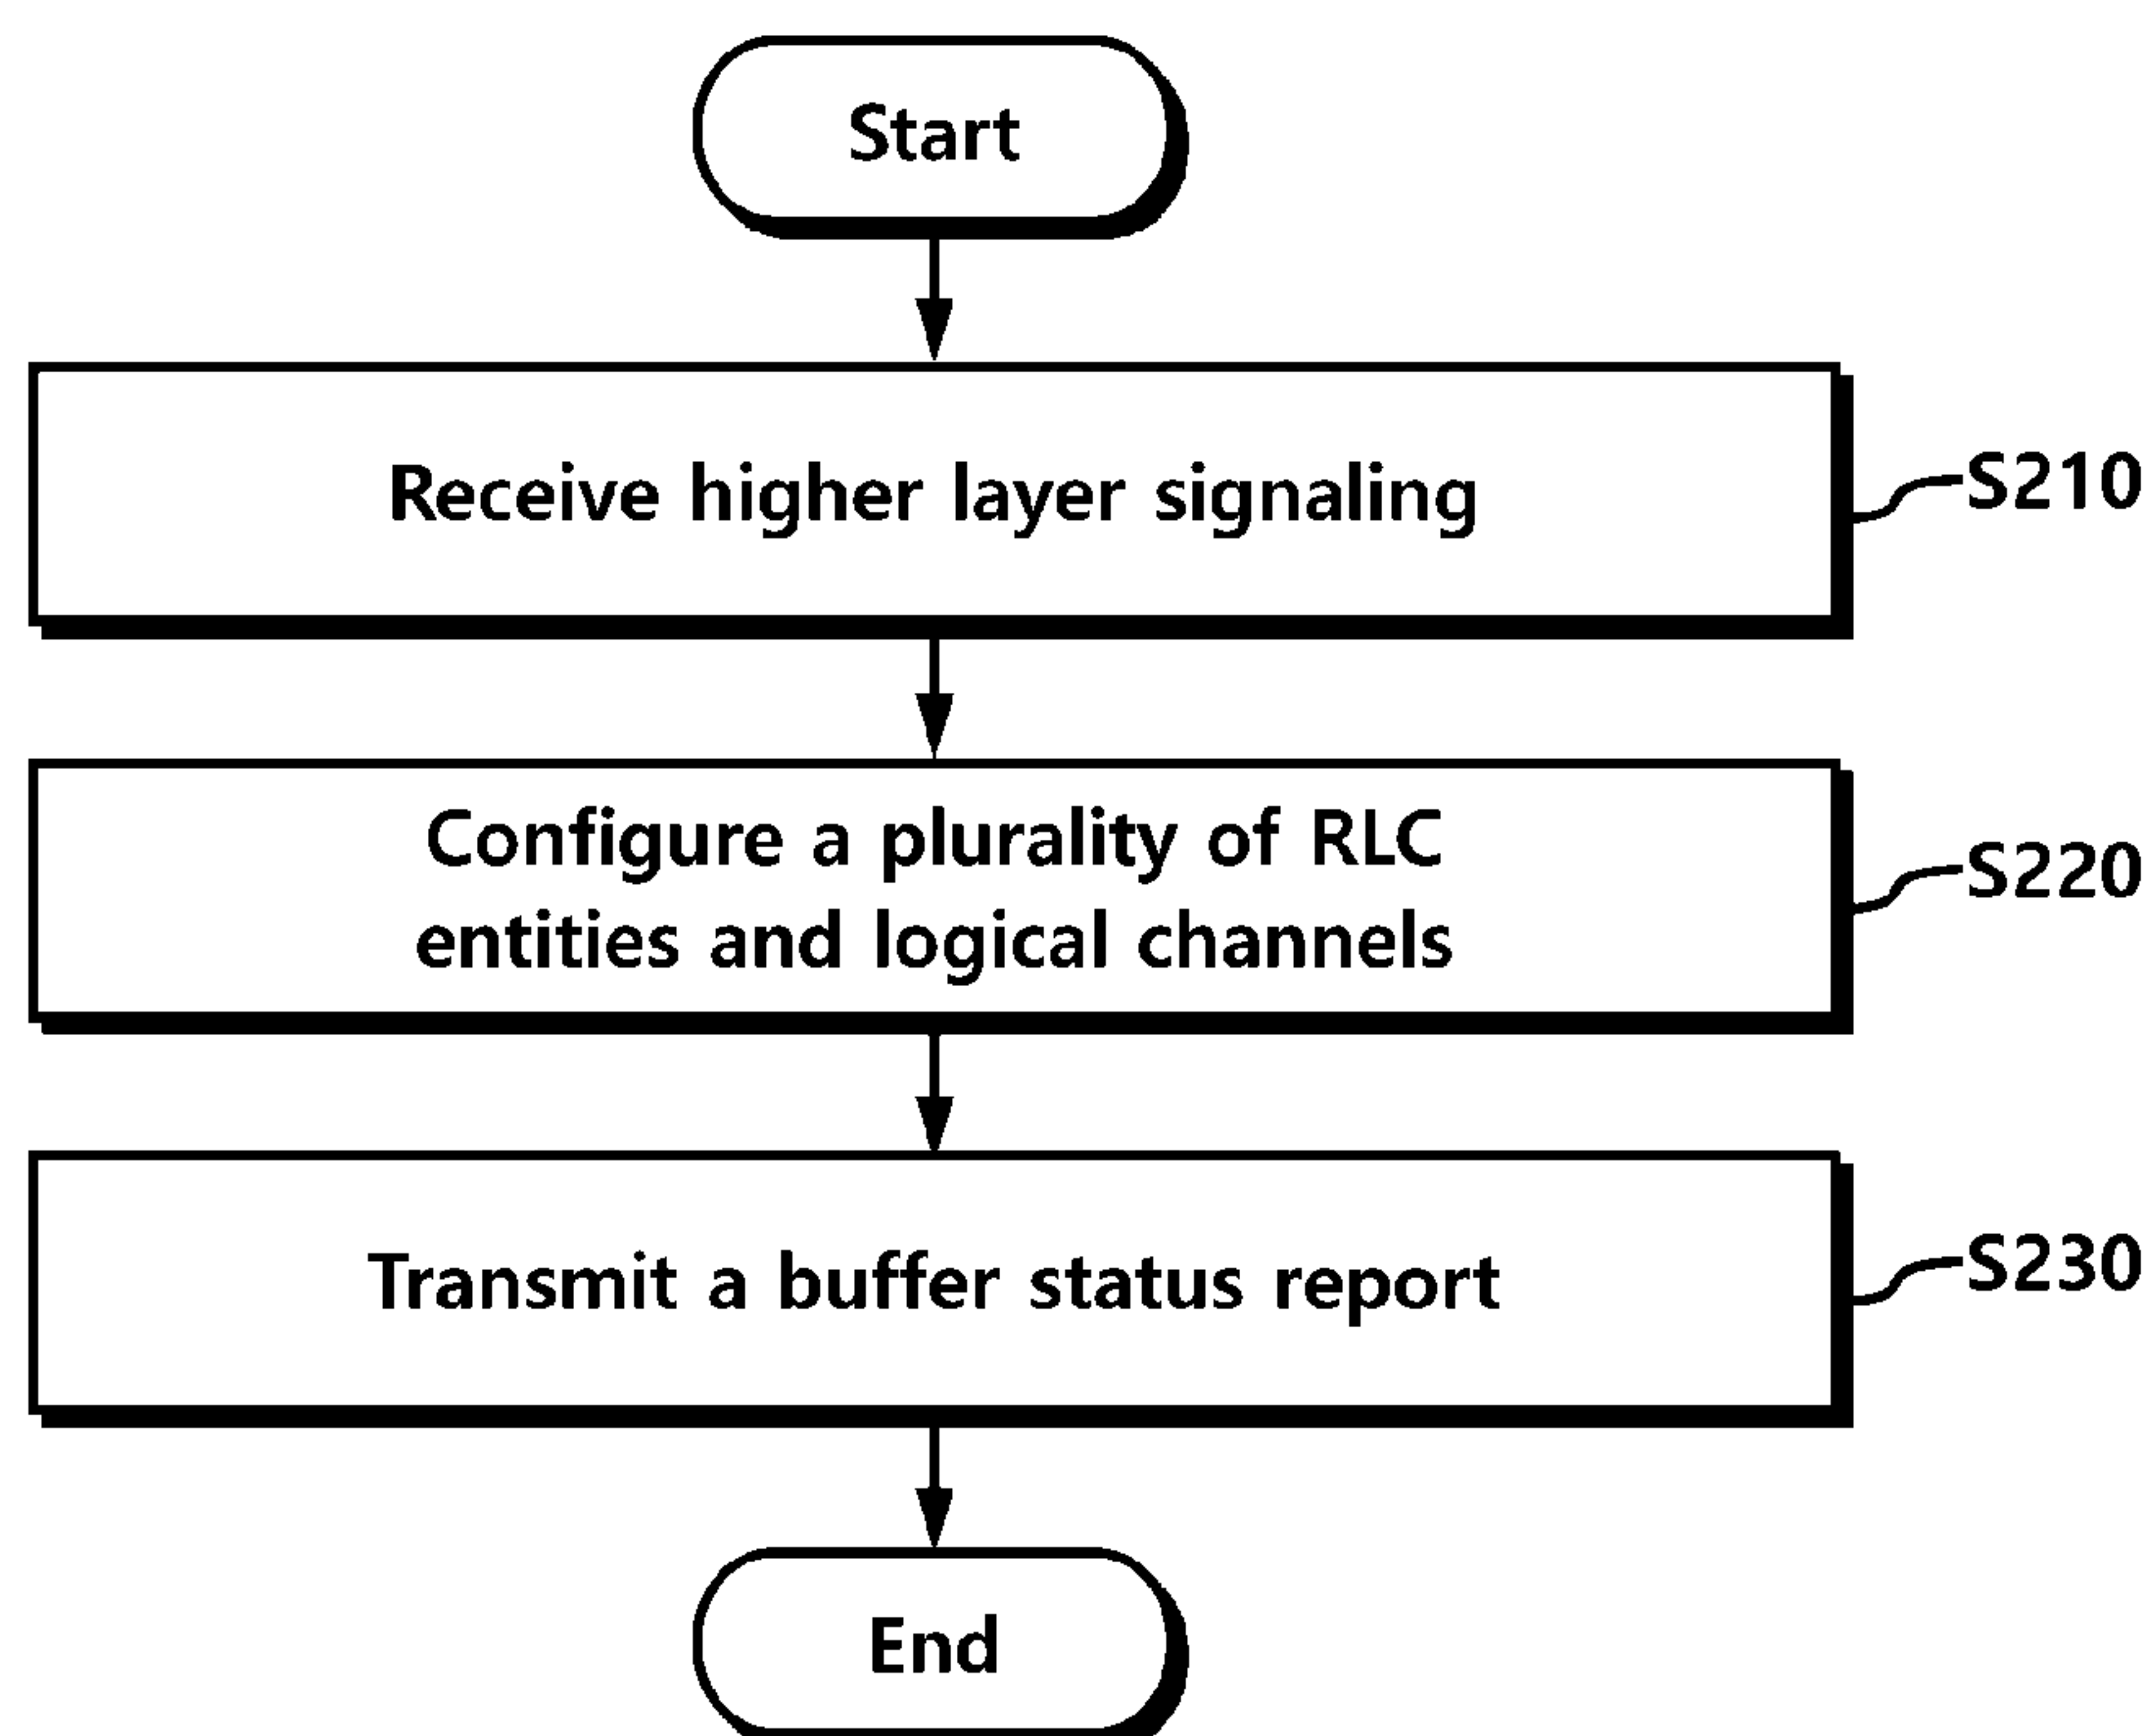 Start
Receive higher layer signaling
S210
Configure a plurality of RLC
entities and logical channels
S220
Transmit a buffer status report
S230
End